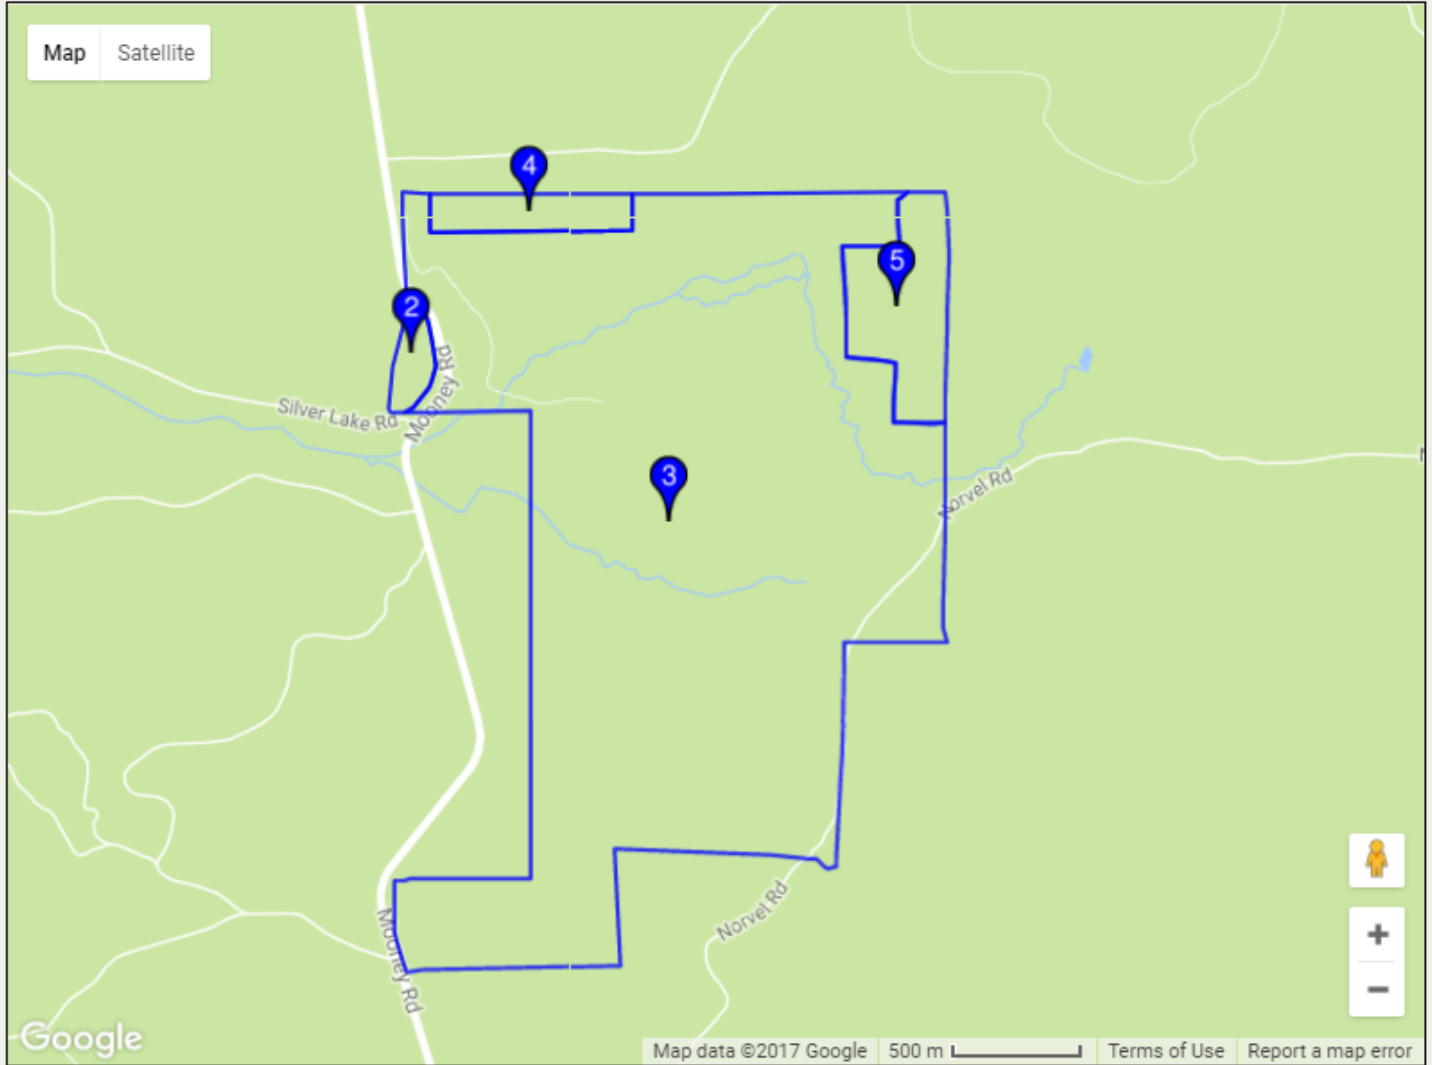 Map Satellite
4
5
2
Mooney Rd
Silver Lake Rd
3
Norvel Rd
Norvel Rd
Mooney Rd
+
−
Google
Map data ©2017 Google 500 m Terms of Use Report a map error